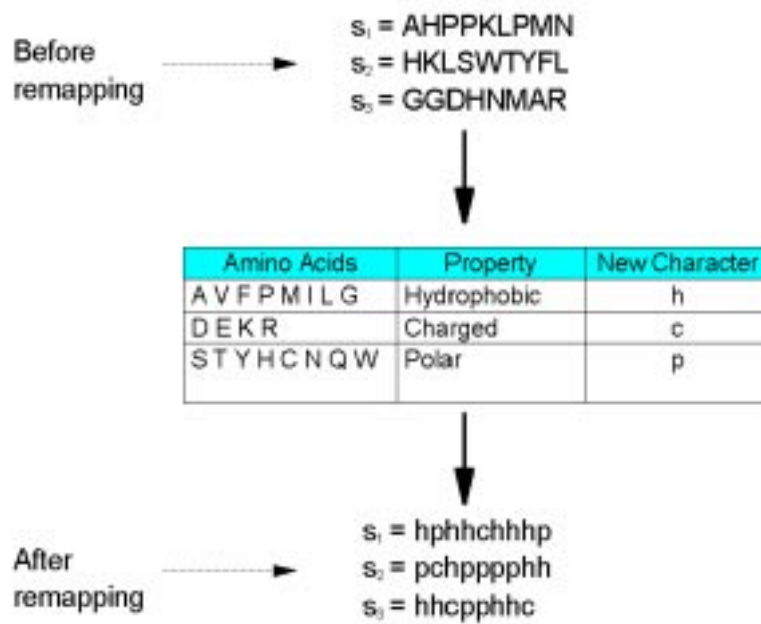 Before
remapping
s₁ = AHPPKLPMN
s₂ = HKLSWTYFL
s₃ = GGDHNMAR
Amino Acids Property New Character
A V F P M I L G Hydrophobic h
D E K R Charged c
S T Y H C N Q W Polar p
After
remapping
s₁ = hphhchhhp
s₂ = pchpppphh
s₃ = hhcpphhc